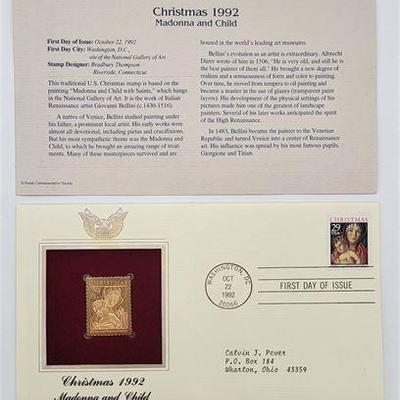 Christmas 1992
Madonna and Child
First Day of Issue: October 22, 1992
First Day City: Washington, D.C.,
site of the National Gallery of Art
Stamp Designer: Bradbury Thompson
Riverside, Connecticut
This traditional U.S. Christmas stamp is based on the
painting "Madonna and Child with Saints," which hangs
in the National Gallery of Art. It is the work of Italian
Renaissance artist Giovanni Bellini (c.1430-1516).
A native of Venice, Bellini studied painting under
his father, a prominent local artist. His early works were
almost all devotional, including pietas and crucifixions.
But his most sympathetic theme was the Madonna and
Child, to which he brought an amazing range of treat-
ments. Many of these masterpieces survived and are
housed in the world's leading art museums.
Bellini's evolution as an artist is extraordinary. Albrecht
Dürer wrote of him in 1506, "He is very old, and still he is
the best painter of them all." He brought a new degree of
realism and a sensuousness of form and color to painting.
Over time, he moved from tempera to oil painting, and
became a master in the use of glazes (transparent paint
layers). His development of the physical settings of his
pictures made him one of the greatest of landscape
painters. Several of his later works anticipated the spirit
of the High Renaissance.
In 1483, Bellini became the painter to the Venetian
Republic and turned Venice into a center of Renaissance
art. His influence was spread by his most famous pupils,
Giorgione and Titian.
© Postal Commemorative Society
CHRISTMAS
29
USA
WASHINGTON, DC
OCT
22
1992
20066
FIRST DAY OF ISSUE
CHRISTMAS
Calvin J. Pever
P.O. Box 184
Wharton, Ohio 43359
Christmas 1992
Madonna and Child